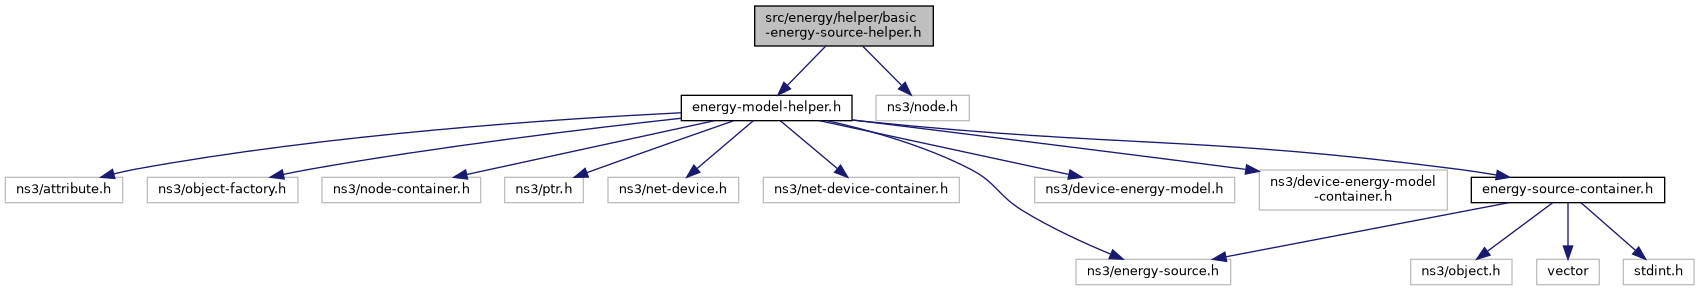 src/energy/helper/basic
-energy-source-helper.h
energy-model-helper.h
ns3/node.h
ns3/attribute.h
ns3/object-factory.h
ns3/node-container.h
ns3/ptr.h
ns3/net-device.h
ns3/net-device-container.h
ns3/device-energy-model.h
ns3/device-energy-model
-container.h
energy-source-container.h
ns3/energy-source.h
ns3/object.h
vector
stdint.h